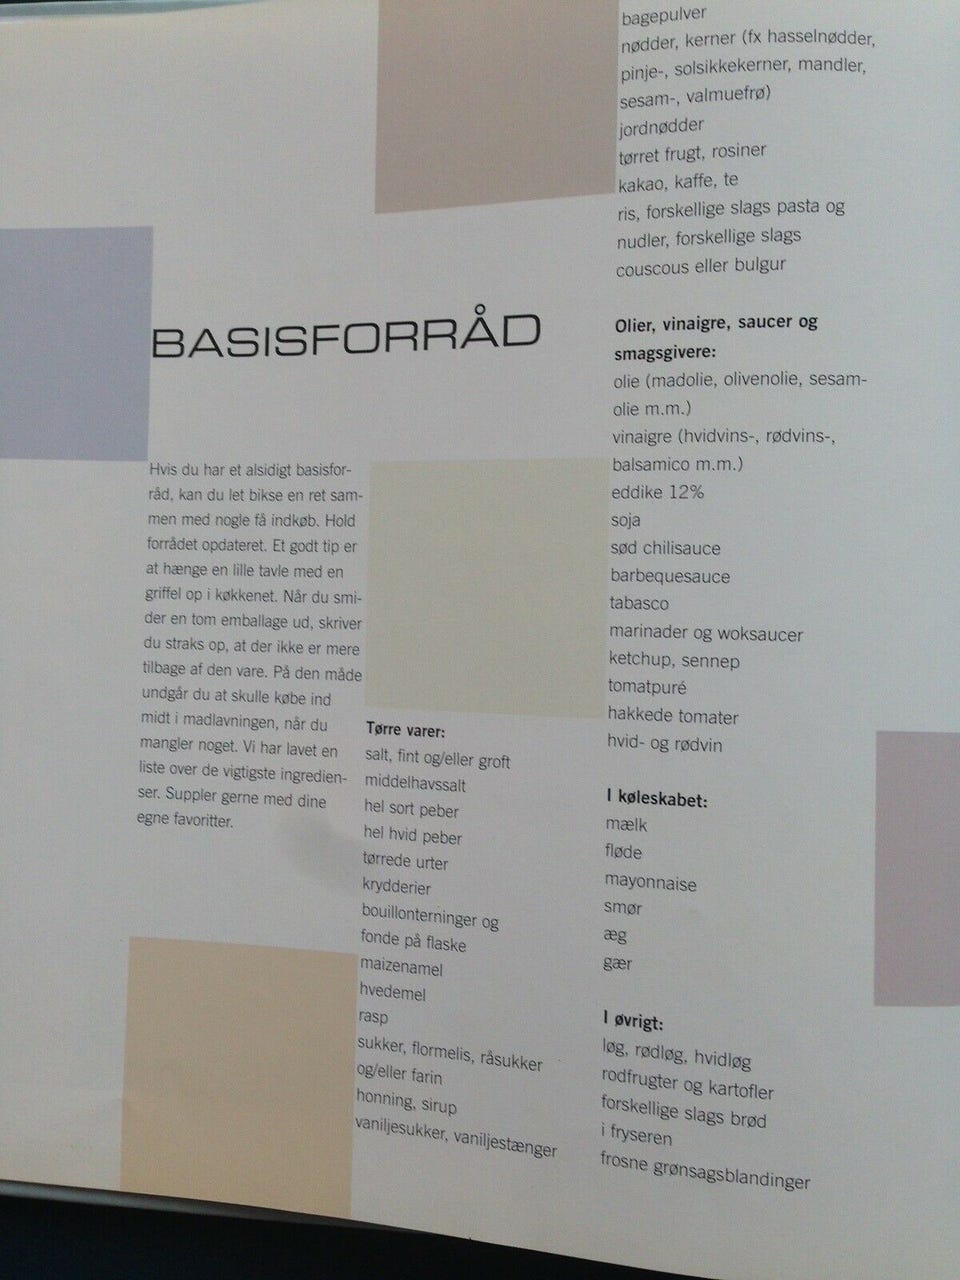 BASISFORRÅD
Hvis du har et alsidigt basisfor-
råd, kan du let bikse en ret sam-
men med nogle få indkøb. Hold
forrådet opdateret. Et godt tip er
at hænge en lille tavle med en
griffel op i køkkenet. Når du smi-
der en tom emballage ud, skriver
du straks op, at der ikke er mere
tilbage af den vare. På den måde
undgår du at skulle købe ind
midt i madlavningen, når du
mangler noget. Vi har lavet en
liste over de vigtigste ingredien-
ser. Suppler gerne med dine
egne favoritter.
Tørre varer:
salt, fint og/eller groft
middelhavssalt
hel sort peber
hel hvid peber
tørrede urter
krydderier
bouillonterninger og
fonde på flaske
maizenamel
hvedemel
rasp
sukker, flormelis, råsukker
og/eller farin
honning, sirup
vaniljesukker, vaniljestænger
bagepulver
nødder, kerner (fx hasselnødder,
pinje-, solsikkekerner, mandler,
sesam-, valmuefrø)
jordnødder
tørret frugt, rosiner
kakao, kaffe, te
ris, forskellige slags pasta og
nudler, forskellige slags
couscous eller bulgur
Olier, vinaigre, saucer og
smagsgivere:
olie (madolie, olivenolie, sesam-
olie m.m.)
vinaigre (hvidvins-, rødvins-,
balsamico m.m.)
eddike 12%
soja
sød chilisauce
barbequesauce
tabasco
marinader og woksaucer
ketchup, sennep
tomatpuré
hakkede tomater
hvid- og rødvin
I køleskabet:
mælk
fløde
mayonnaise
smør
æg
gær
I øvrigt:
løg, rødløg, hvidløg
rodfrugter og kartofler
forskellige slags brød
i fryseren
frosne grønsagsblandinger